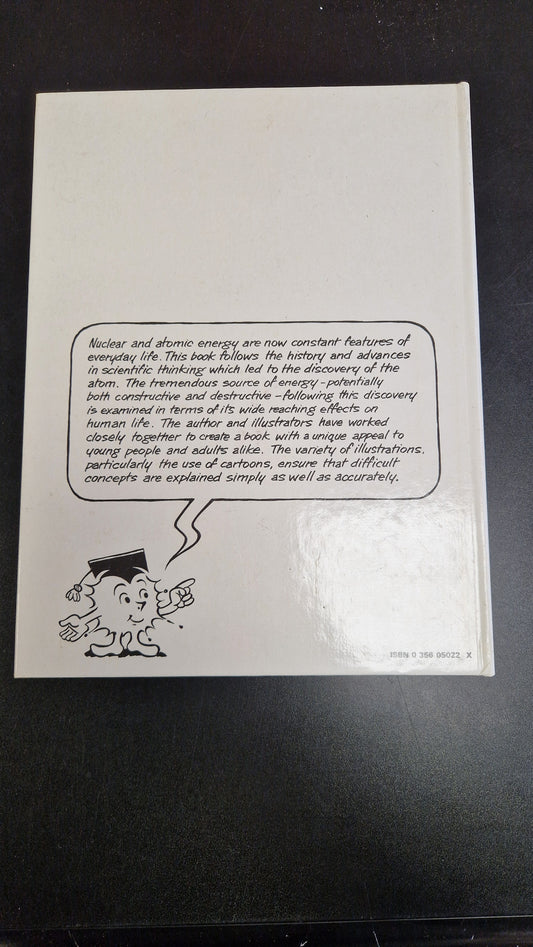 Nuclear and atomic energy are now constant features of
everyday life. This book follows the history and advances
in scientific thinking which led to the discovery of the
atom. The tremendous source of energy - potentially
both constructive and destructive - following this discovery
is examined in terms of its wide reaching effects on
human life. The author and illustrators have worked
closely together to create a book with a unique appeal to
young people and adults alike. The variety of illustrations,
particularly the use of cartoons, ensure that difficult
concepts are explained simply as well as accurately.
ISBN 0 356 05022 X